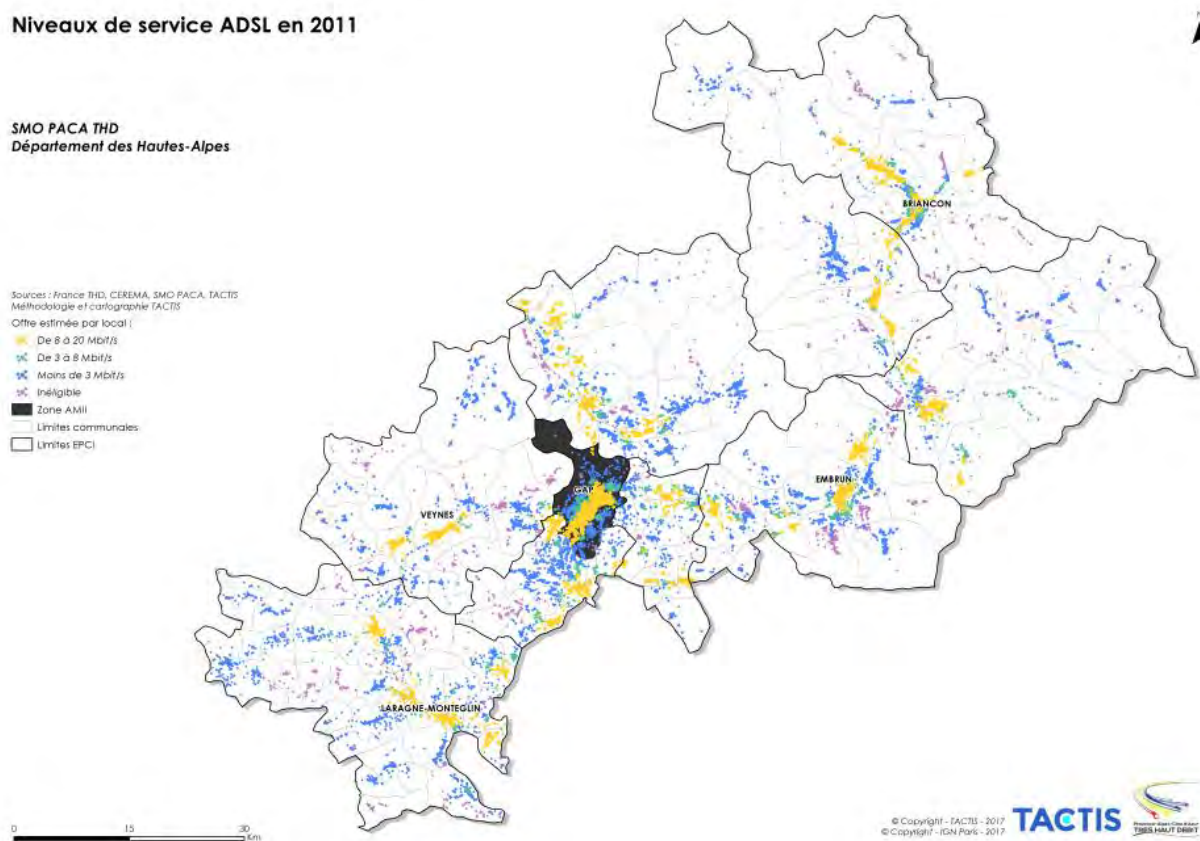 Niveaux de service ADSL en 2011
SMO PACA THD
Département des Hautes-Alpes
Sources : France THD, CEREMA, SMO PACA, TACTIS
Méthodologie et cartographie TACTIS
Offre estimée par local :
De 8 à 20 Mbit/s
De 3 à 8 Mbit/s
Moins de 3 Mbit/s
Inéligible
Zone AMII
Limites communales
Limites EPCI
BRIANCON
GAP
EMBRUN
VEYNES
LARAGNE-MONTEGLIN
0 15 30
Km
© Copyright - TACTIS - 2017
© Copyright - IGN Paris - 2017
TACTIS
TRES HAUT DEBIT